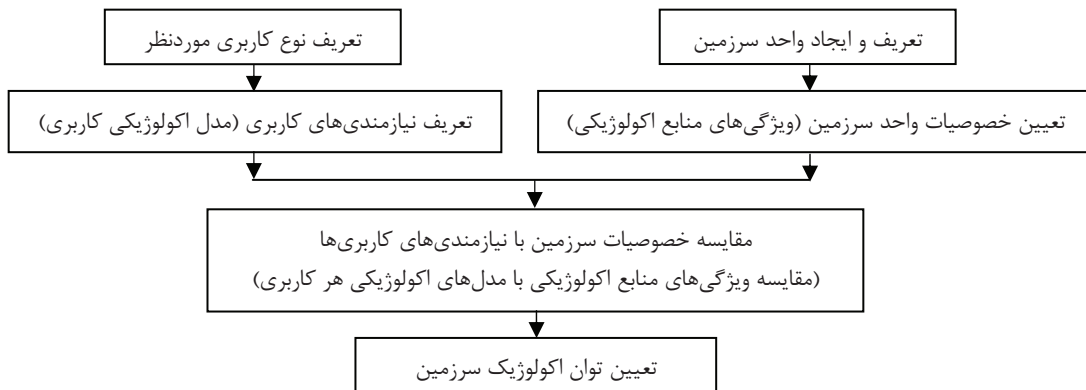 تعریف و ایجاد واحد سرزمین
تعریف نوع کاربری موردنظر
تعیین خصوصیات واحد سرزمین (ویژگی‌های منابع اکولوژیکی)
تعریف نیازمندی‌های کاربری (مدل اکولوژیکی کاربری)
مقایسه خصوصیات سرزمین با نیازمندی‌های کاربری‌ها
(مقایسه ویژگی‌های منابع اکولوژیکی با مدل‌های اکولوژیکی هر کاربری)
تعیین توان اکولوژیک سرزمین